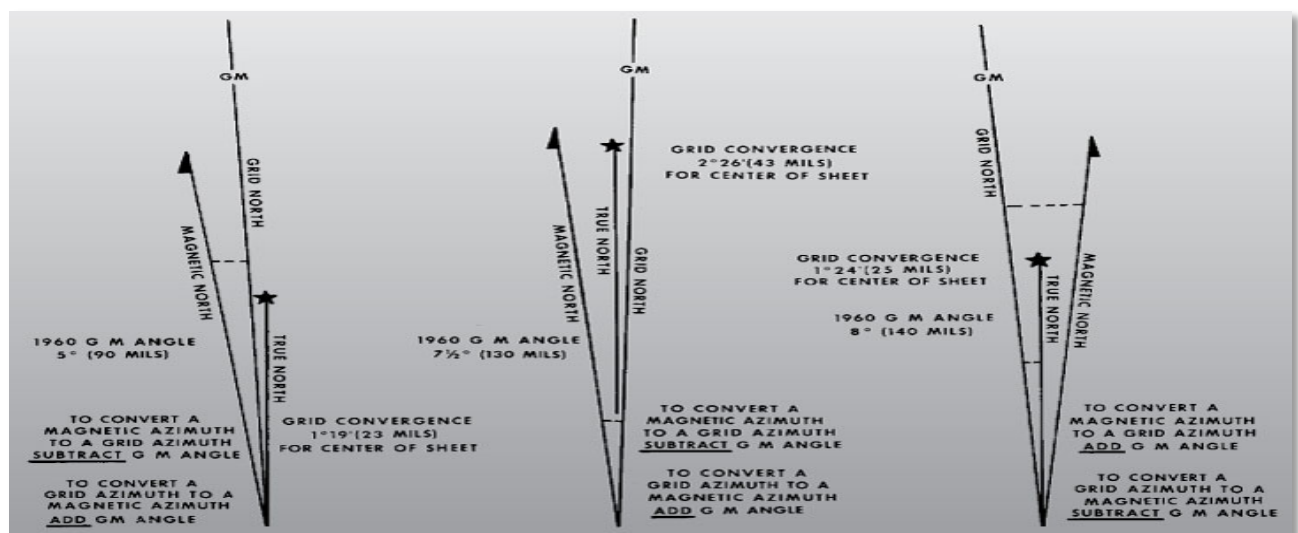 GM
GRID NORTH
MAGNETIC NORTH
TRUE NORTH
1960 G M ANGLE
5° (90 MILS)
TO CONVERT A
MAGNETIC AZIMUTH
TO A GRID AZIMUTH
SUBTRACT G M ANGLE
TO CONVERT A
GRID AZIMUTH TO A
MAGNETIC AZIMUTH
ADD GM ANGLE
GRID CONVERGENCE
1°19'(23 MILS)
FOR CENTER OF SHEET
GM
GRID CONVERGENCE
2°26'(43 MILS)
FOR CENTER OF SHEET
TRUE NORTH
MAGNETIC NORTH
GRID NORTH
1960 G M ANGLE
7½° (130 MILS)
TO CONVERT A
MAGNETIC AZIMUTH
TO A GRID AZIMUTH
SUBTRACT G M ANGLE
TO CONVERT A
GRID AZIMUTH TO A
MAGNETIC AZIMUTH
ADD G M ANGLE
GM
GRID NORTH
GRID CONVERGENCE
1°24'(25 MILS)
FOR CENTER OF SHEET
TRUE NORTH
MAGNETIC NORTH
1960 G M ANGLE
8° (140 MILS)
TO CONVERT A
MAGNETIC AZIMUTH
TO A GRID AZIMUTH
ADD G M ANGLE
TO CONVERT A
GRID AZIMUTH TO A
MAGNETIC AZIMUTH
SUBTRACT G M ANGLE